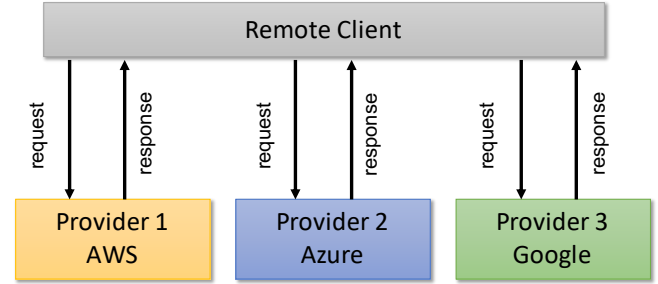 Remote Client
request
response
request
response
request
response
Provider 1
AWS
Provider 2
Azure
Provider 3
Google